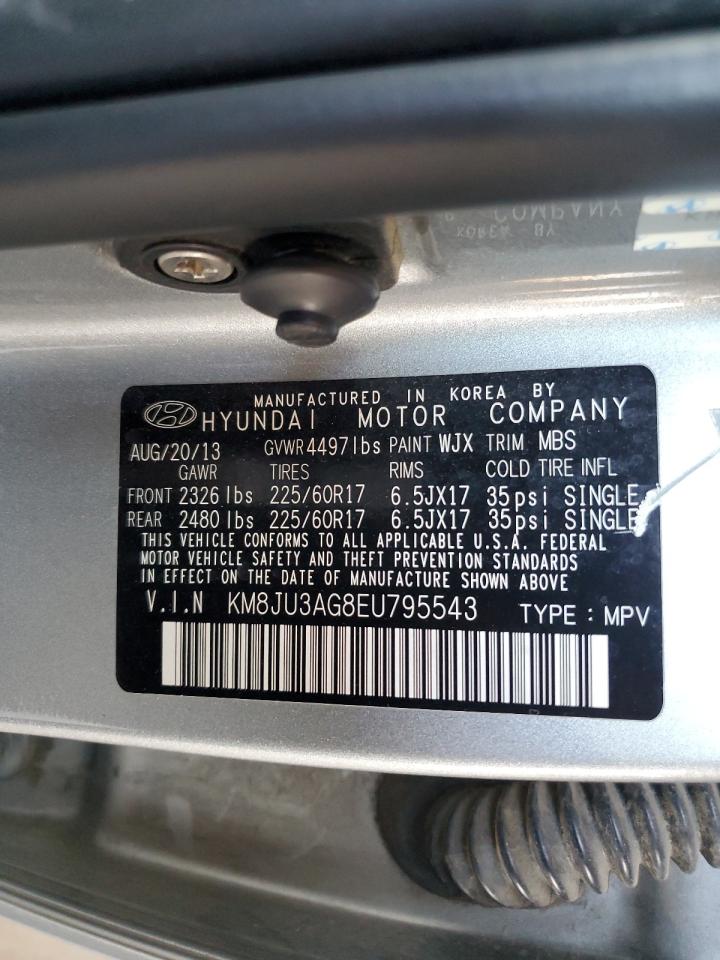 MANUFACTURED IN KOREA BY
HYUNDAI MOTOR COMPANY
AUG/20/13 GVWR 4497lbs PAINT WJX TRIM MBS
GAWR TIRES RIMS COLD TIRE INFL
FRONT 2326 lbs 225/60R17 6.5JX17 35psi SINGLE
REAR 2480 lbs 225/60R17 6.5JX17 35psi SINGLE
THIS VEHICLE CONFORMS TO ALL APPLICABLE U.S.A. FEDERAL
MOTOR VEHICLE SAFETY AND THEFT PREVENTION STANDARDS
IN EFFECT ON THE DATE OF MANUFACTURE SHOWN ABOVE
V.I.N KM8JU3AG8EU795543 TYPE : MPV